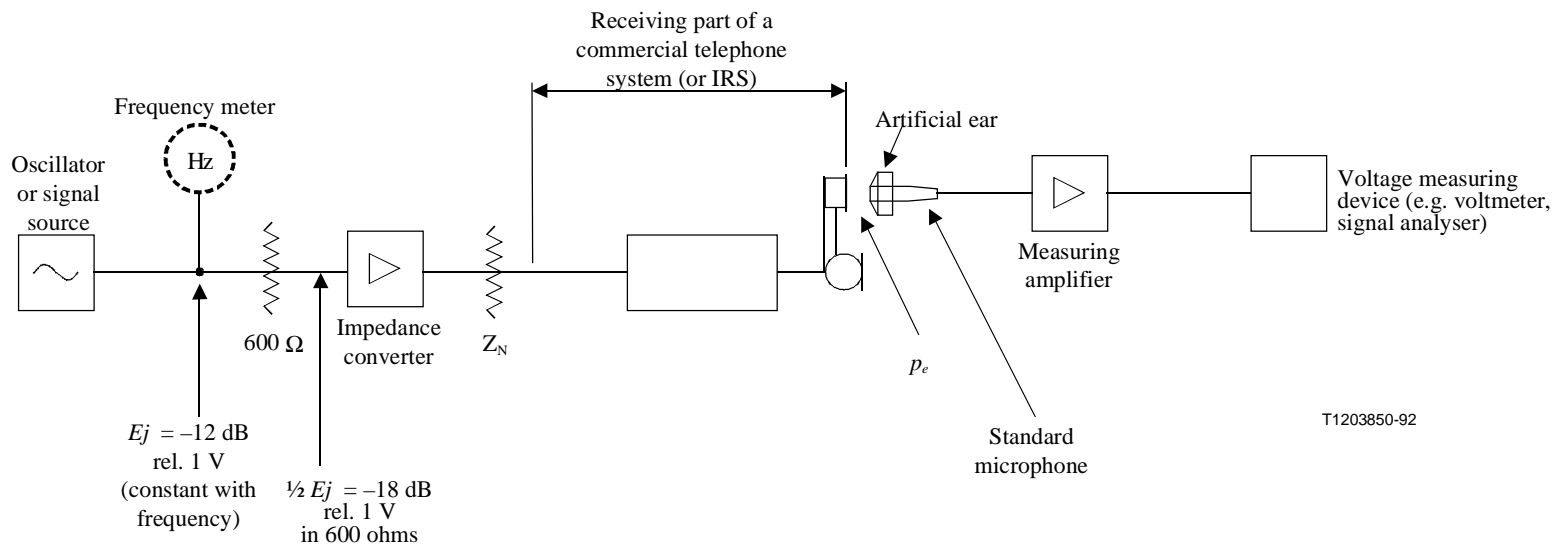 Receiving part of a
commercial telephone
system (or IRS)
Frequency meter
Hz
Oscillator
or signal
source
Artificial ear
Voltage measuring
device (e.g. voltmeter,
signal analyser)
Measuring
amplifier
600 Ω
Impedance
converter
Z_N
p_e
Standard
microphone
T1203850-92
Ej = –12 dB
rel. 1 V
(constant with
frequency)
½ Ej = –18 dB
rel. 1 V
in 600 ohms